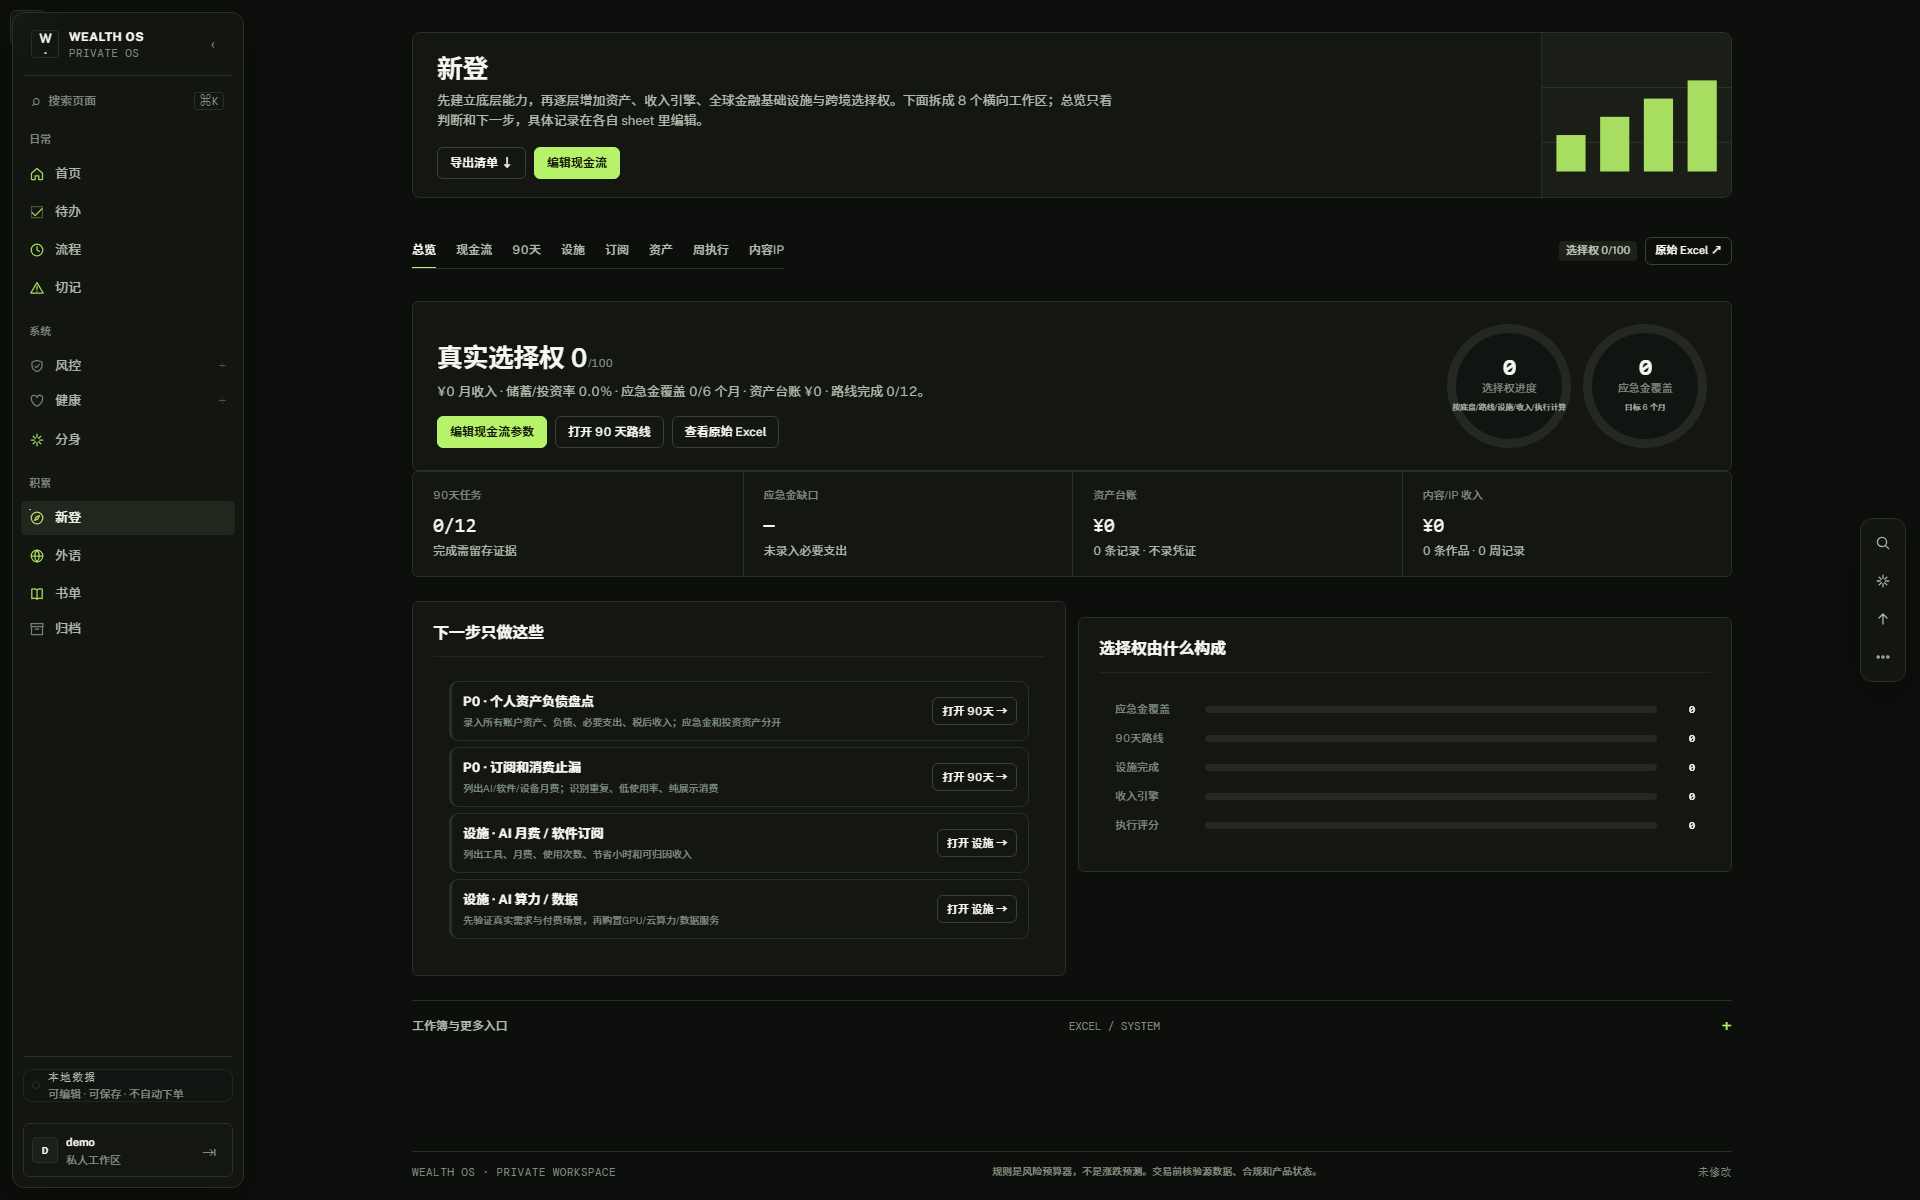 W
WEALTH OS
PRIVATE OS
‹
搜索页面
⌘K
日常
首页
待办
流程
切记
系统
风控 +
健康 +
分身
积累
新登
外语
书单
归档
本地数据
可编辑 · 可保存 · 不自动下单
D
demo
私人工作区
新登
先建立底层能力，再逐层增加资产、收入引擎、全球金融基础设施与跨境选择权。下面拆成 8 个横向工作区；总览只看
判断和下一步，具体记录在各自 sheet 里编辑。
导出清单 ↓
编辑现金流
总览 现金流 90天 设施 订阅 资产 周执行 内容IP
选择权 0/100
原始 Excel ↗
真实选择权 0/100
¥0 月收入 · 储蓄/投资率 0.0% · 应急金覆盖 0/6 个月 · 资产台账 ¥0 · 路线完成 0/12。
编辑现金流参数
打开 90 天路线
查看原始 Excel
0
选择权进度
按底盘/路线/设施/收入/执行计算
0
应急金覆盖
目标 6 个月
90天任务
0/12
完成需留存证据
应急金缺口
—
未录入必要支出
资产台账
¥0
0 条记录 · 不录凭证
内容/IP 收入
¥0
0 条作品 · 0 周记录
下一步只做这些
P0 · 个人资产负债盘点
录入所有账户资产、负债、必要支出、税后收入；应急金和投资资产分开
打开 90天 →
P0 · 订阅和消费止漏
列出AI/软件/设备月费；识别重复、低使用率、纯展示消费
打开 90天 →
设施 · AI 月费 / 软件订阅
列出工具、月费、使用次数、节省小时和可归因收入
打开 设施 →
设施 · AI 算力 / 数据
先验证真实需求与付费场景，再购置GPU/云算力/数据服务
打开 设施 →
选择权由什么构成
应急金覆盖 0
90天路线 0
设施完成 0
收入引擎 0
执行评分 0
工作簿与更多入口
EXCEL / SYSTEM
+
WEALTH OS · PRIVATE WORKSPACE
规则是风险预算器，不是涨跌预测。交易前核验源数据、合规和产品状态。
未修改